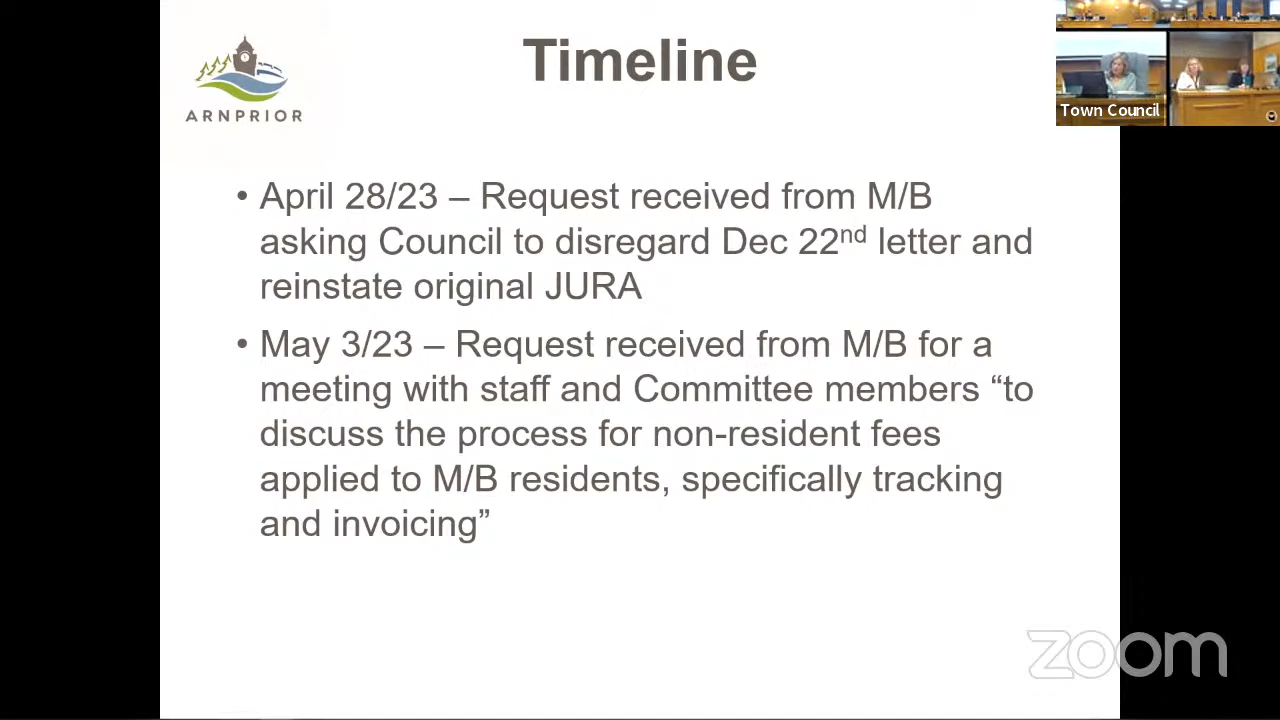 Timeline
ARNPRIOR
Town Council
• April 28/23 – Request received from M/B
asking Council to disregard Dec 22nd letter and
reinstate original JURA
• May 3/23 – Request received from M/B for a
meeting with staff and Committee members “to
discuss the process for non-resident fees
applied to M/B residents, specifically tracking
and invoicing”
zoom